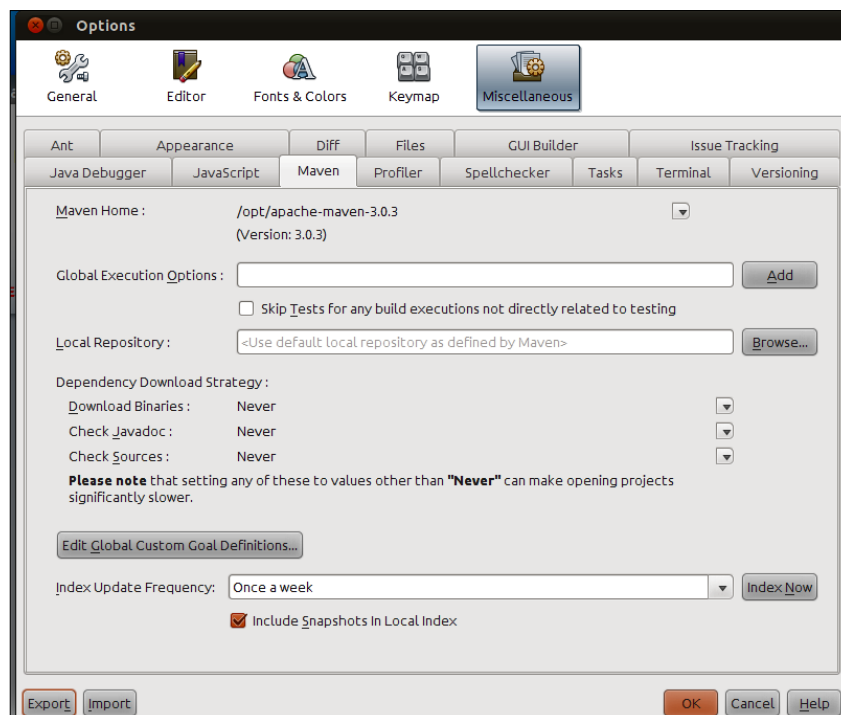 Options
General Editor Fonts & Colors Keymap Miscellaneous
Ant Appearance Diff Files GUI Builder Issue Tracking
Java Debugger JavaScript Maven Profiler Spellchecker Tasks Terminal Versioning
Maven Home : /opt/apache-maven-3.0.3
(Version: 3.0.3)
Global Execution Options : Add
Skip Tests for any build executions not directly related to testing
Local Repository : <Use default local repository as defined by Maven> Browse...
Dependency Download Strategy :
Download Binaries : Never
Check Javadoc : Never
Check Sources : Never
Please note that setting any of these to values other than "Never" can make opening projects
significantly slower.
Edit Global Custom Goal Definitions...
Index Update Frequency: Once a week Index Now
Include Snapshots In Local Index
Export Import OK Cancel Help